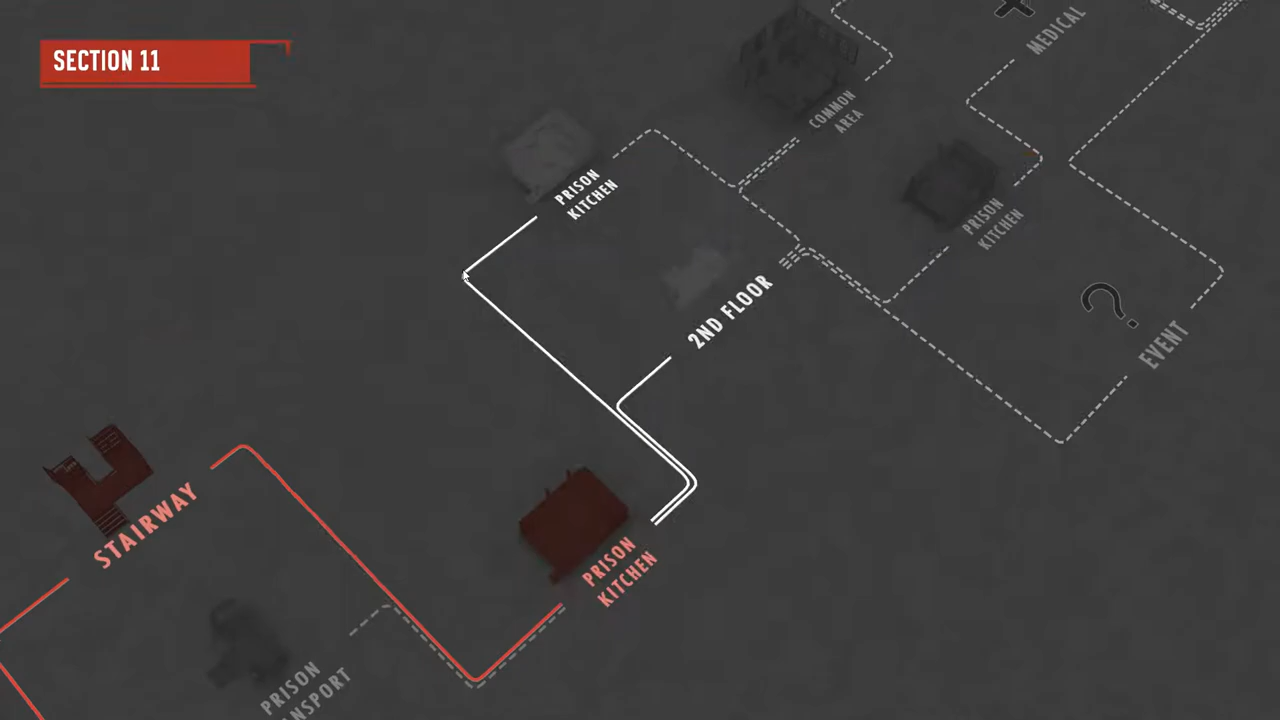 SECTION 11
MEDICAL
COMMON
AREA
PRISON
KITCHEN
PRISON
KITCHEN
2ND FLOOR
EVENT
STAIRWAY
PRISON
KITCHEN
PRISON